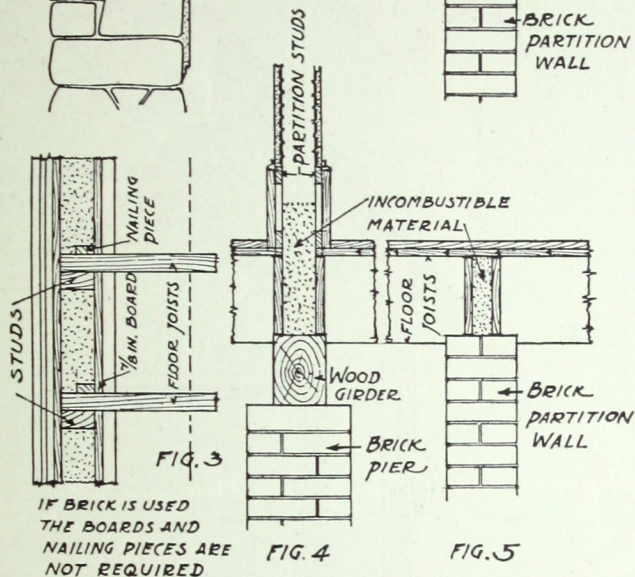 BRICK
PARTITION
WALL
PARTITION STUDS
INCOMBUSTIBLE
MATERIAL
NAILING
PIECE
STUDS
7/8 IN. BOARD
FLOOR JOISTS
FIG. 3
IF BRICK IS USED
THE BOARDS AND
NAILING PIECES ARE
NOT REQUIRED
WOOD
GIRDER
BRICK
PIER
FIG. 4
FLOOR
JOISTS
BRICK
PARTITION
WALL
FIG. 5